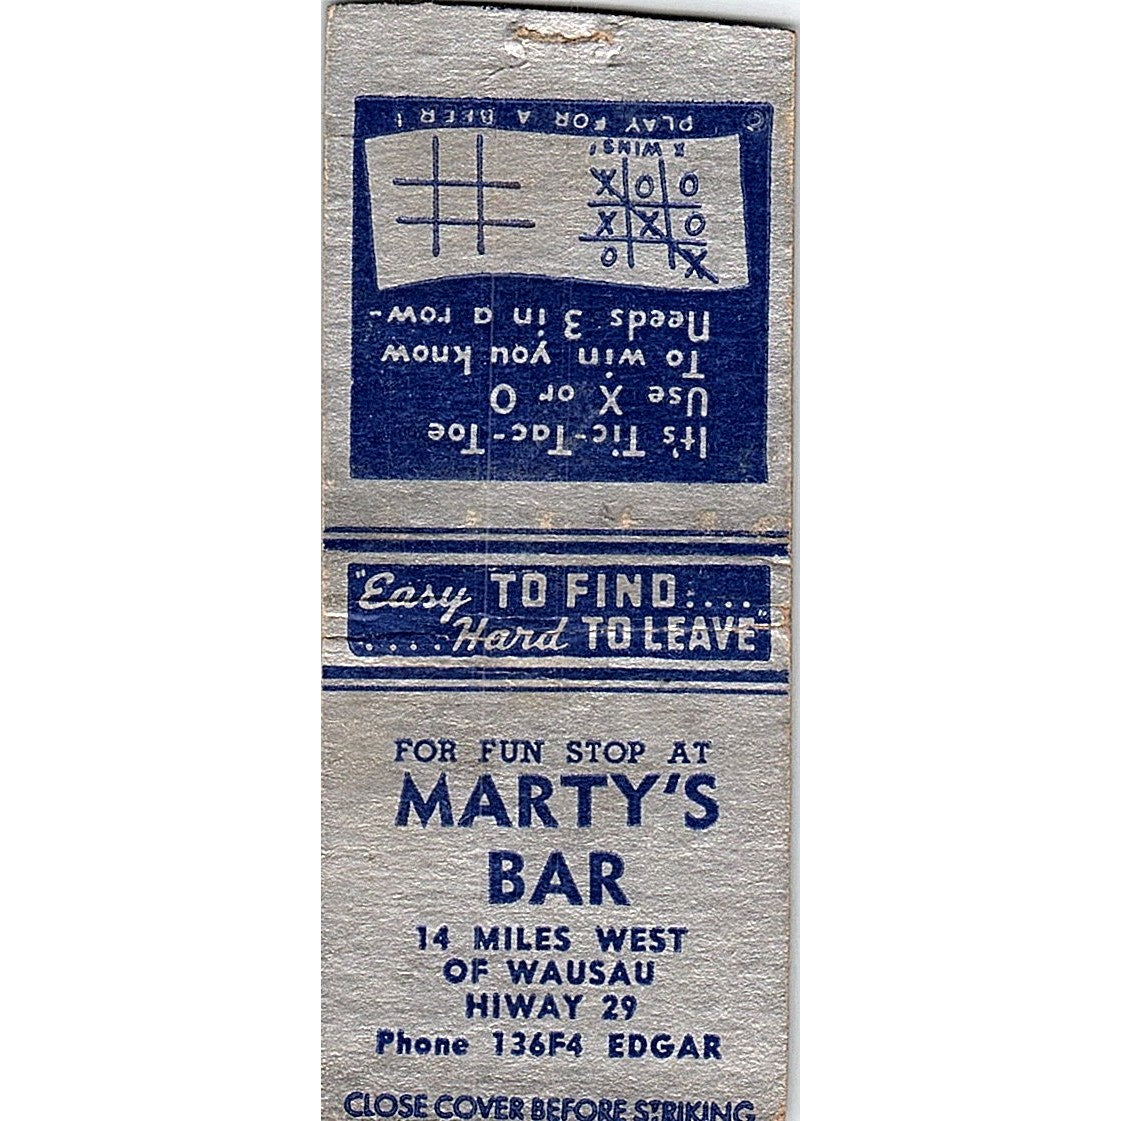 It's Tic-Tac-Toe
Use X or O
To win you know
Needs 3 in a row-
X O
O X X
O O X
X WINS!
© PLAY FOR A BEER!
"Easy TO FIND....
....Hard TO LEAVE"
FOR FUN STOP AT
MARTY'S
BAR
14 MILES WEST
OF WAUSAU
HIWAY 29
Phone 136F4 EDGAR
CLOSE COVER BEFORE STRIKING